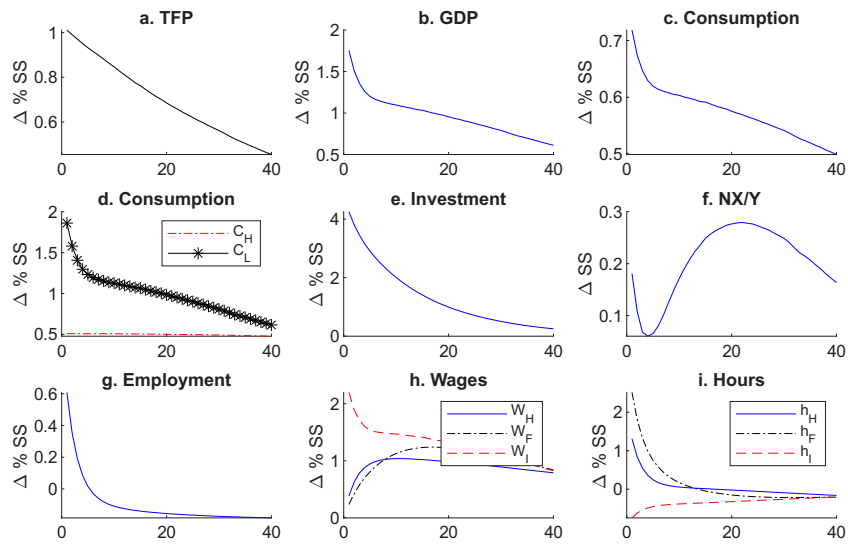 a. TFP
Δ % SS
1
0.8
0.6
0
20
40
b. GDP
Δ % SS
2
1.5
1
0.5
0
20
40
c. Consumption
Δ % SS
0.7
0.6
0.5
0
20
40
d. Consumption
Δ % SS
2
1.5
1
0.5
0
20
40
C_H
C_L
e. Investment
Δ % SS
4
2
0
0
20
40
f. NX/Y
Δ % SS
0.3
0.2
0.1
0
20
40
g. Employment
Δ % SS
0.6
0.4
0.2
0
0
20
40
h. Wages
Δ % SS
2
1
0
0
20
40
W_H
W_F
W_I
i. Hours
Δ % SS
2
1
0
0
20
40
h_H
h_F
h_I